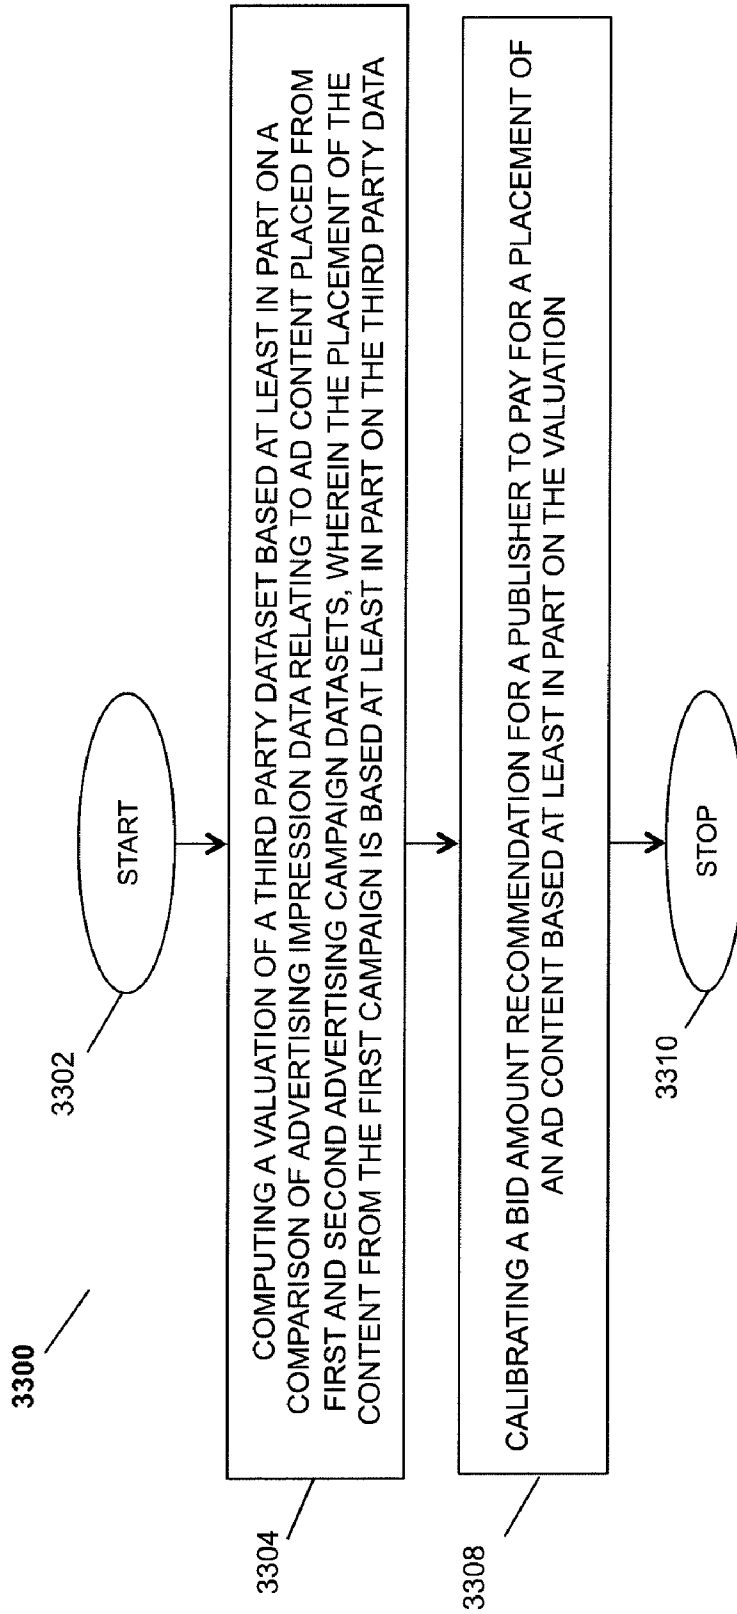 3300
3302
START
3304
COMPUTING A VALUATION OF A THIRD PARTY DATASET BASED AT LEAST IN PART ON A
COMPARISON OF ADVERTISING IMPRESSION DATA RELATING TO AD CONTENT PLACED FROM
FIRST AND SECOND ADVERTISING CAMPAIGN DATASETS, WHEREIN THE PLACEMENT OF THE
CONTENT FROM THE FIRST CAMPAIGN IS BASED AT LEAST IN PART ON THE THIRD PARTY DATA
3308
CALIBRATING A BID AMOUNT RECOMMENDATION FOR A PUBLISHER TO PAY FOR A PLACEMENT OF
AN AD CONTENT BASED AT LEAST IN PART ON THE VALUATION
3310
STOP